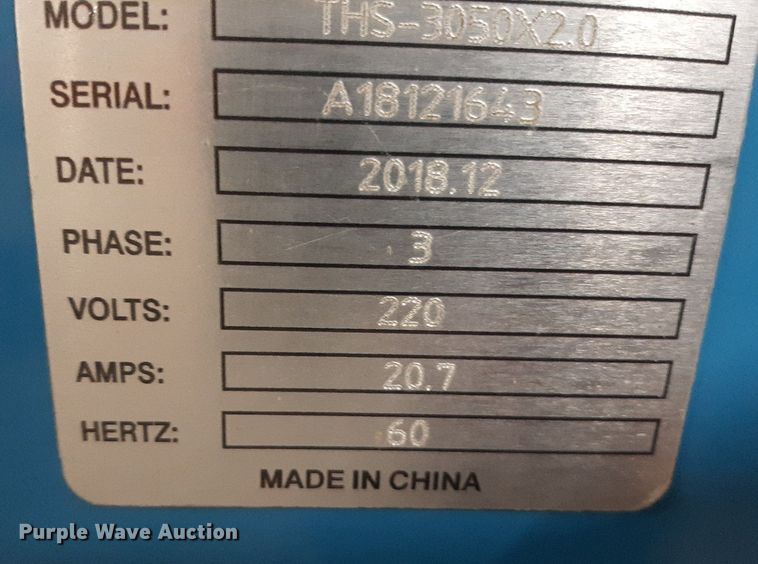 MODEL: THS-3050X2.0
SERIAL: A18121643
DATE: 2018.12
PHASE: 3
VOLTS: 220
AMPS: 20.7
HERTZ: 60
MADE IN CHINA
Purple Wave Auction